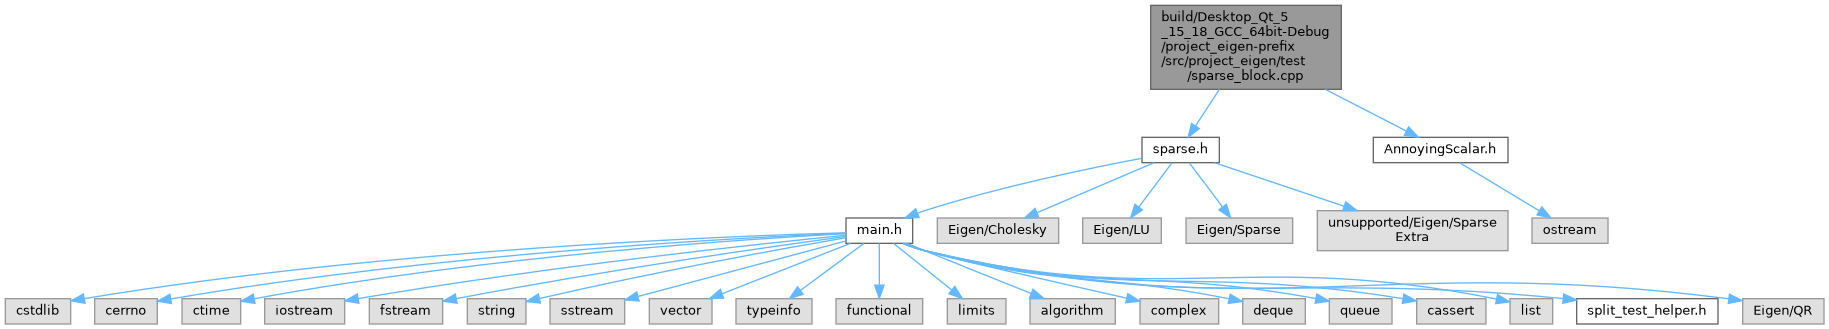 build/Desktop_Qt_5
_15_18_GCC_64bit-Debug
/project_eigen-prefix
/src/project_eigen/test
/sparse_block.cpp
sparse.h
AnnoyingScalar.h
main.h
Eigen/Cholesky
Eigen/LU
Eigen/Sparse
unsupported/Eigen/Sparse
Extra
ostream
cstdlib
cerrno
ctime
iostream
fstream
string
sstream
vector
typeinfo
functional
limits
algorithm
complex
deque
queue
cassert
list
split_test_helper.h
Eigen/QR